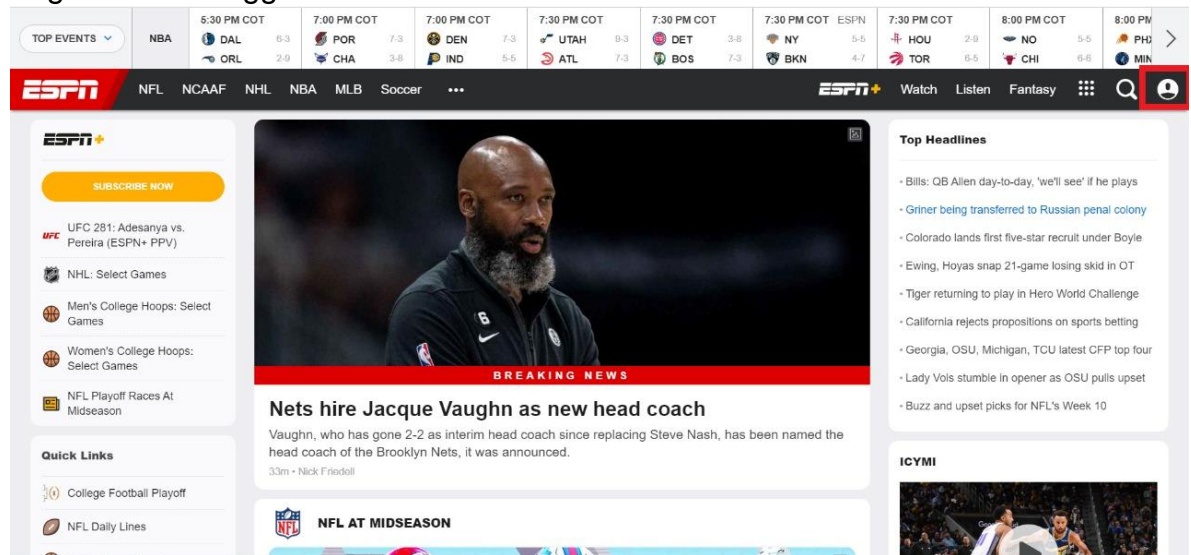 TOP EVENTS
NBA
5:30 PM COT
DAL 6-3
ORL 2-9
7:00 PM COT
POR 7-3
CHA 3-8
7:00 PM COT
DEN 7-3
IND 5-5
7:30 PM COT
UTAH 9-3
ATL 7-3
7:30 PM COT
DET 3-8
BOS 7-3
7:30 PM COT ESPN
NY 5-5
BKN 4-7
7:30 PM COT
HOU 2-9
TOR 6-5
8:00 PM COT
NO 5-5
CHI 6-6
8:00 PM
PHX
MIN
ESPN NFL NCAAF NHL NBA MLB Soccer ••• ESPN+ Watch Listen Fantasy
ESPN+
SUBSCRIBE NOW
UFC
UFC 281: Adesanya vs.
Pereira (ESPN+ PPV)
NHL: Select Games
Men's College Hoops: Select
Games
Women's College Hoops:
Select Games
NFL Playoff Races At
Midseason
Quick Links
College Football Playoff
NFL Daily Lines
6
BREAKING NEWS
Nets hire Jacque Vaughn as new head coach
Vaughn, who has gone 2-2 as interim head coach since replacing Steve Nash, has been named the
head coach of the Brooklyn Nets, it was announced.
33m • Nick Friedell
NFL
NFL AT MIDSEASON
Top Headlines
• Bills: QB Allen day-to-day, 'we'll see' if he plays
• Griner being transferred to Russian penal colony
• Colorado lands first five-star recruit under Boyle
• Ewing, Hoyas snap 21-game losing skid in OT
• Tiger returning to play in Hero World Challenge
• California rejects propositions on sports betting
• Georgia, OSU, Michigan, TCU latest CFP top four
• Lady Vols stumble in opener as OSU pulls upset
• Buzz and upset picks for NFL's Week 10
ICYMI